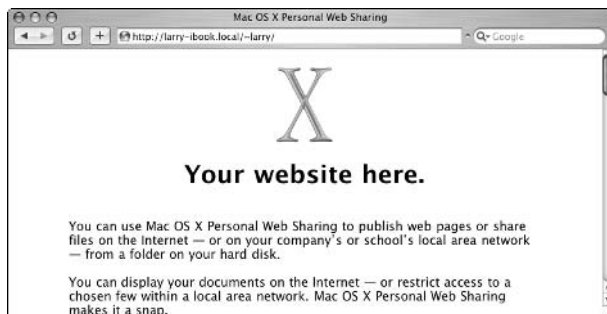 Mac OS X Personal Web Sharing
http://larry-ibook.local/~larry/
Google
X
Your website here.
You can use Mac OS X Personal Web Sharing to publish web pages or share
files on the Internet — or on your company's or school's local area network
— from a folder on your hard disk.
You can display your documents on the Internet — or restrict access to a
chosen few within a local area network. Mac OS X Personal Web Sharing
makes it a snap.